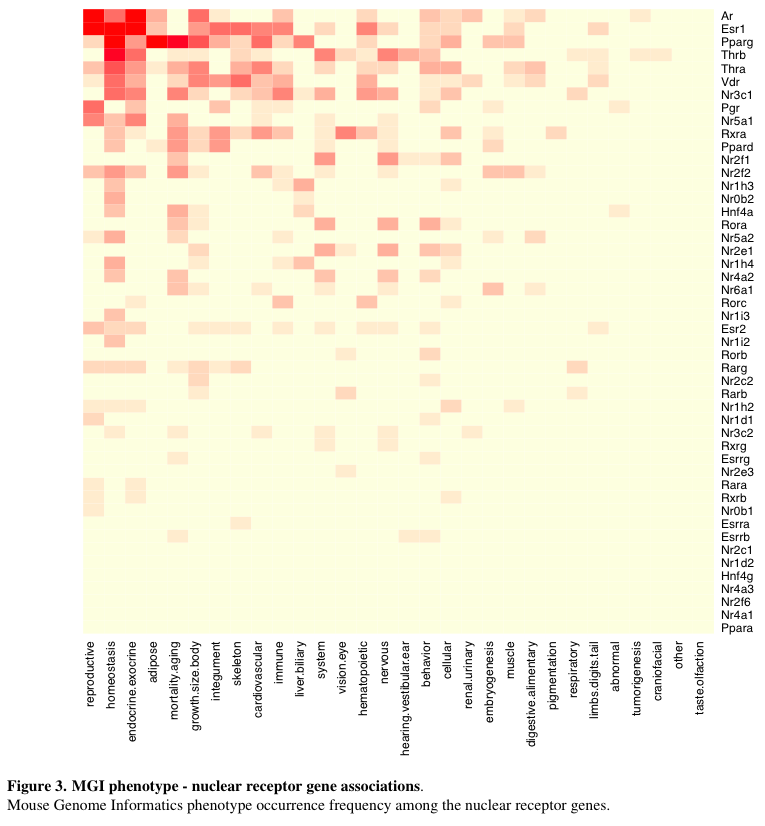 Ar
Esr1
Pparg
Thrb
Thra
Vdr
Nr3c1
Pgr
Nr5a1
Rxra
Ppard
Nr2f1
Nr2f2
Nr1h3
Nr0b2
Hnf4a
Rora
Nr5a2
Nr2e1
Nr1h4
Nr4a2
Nr6a1
Rorc
Nr1i3
Esr2
Nr1i2
Rorb
Rarg
Nr2c2
Rarb
Nr1h2
Nr1d1
Nr3c2
Rxrg
Esrrg
Nr2e3
Rara
Rxrb
Nr0b1
Esrra
Esrrb
Nr2c1
Nr1d2
Hnf4g
Nr4a3
Nr2f6
Nr4a1
Ppara
reproductive
homeostasis
endocrine.exocrine
adipose
mortality.aging
growth.size.body
integument
skeleton
cardiovascular
immune
liver.biliary
system
vision.eye
hematopoietic
nervous
hearing.vestibular.ear
behavior
cellular
renal.urinary
embryogenesis
muscle
digestive.alimentary
pigmentation
respiratory
limbs.digits.tail
abnormal
tumorigenesis
craniofacial
other
taste.olfaction
Figure 3. MGI phenotype - nuclear receptor gene associations.
Mouse Genome Informatics phenotype occurrence frequency among the nuclear receptor genes.